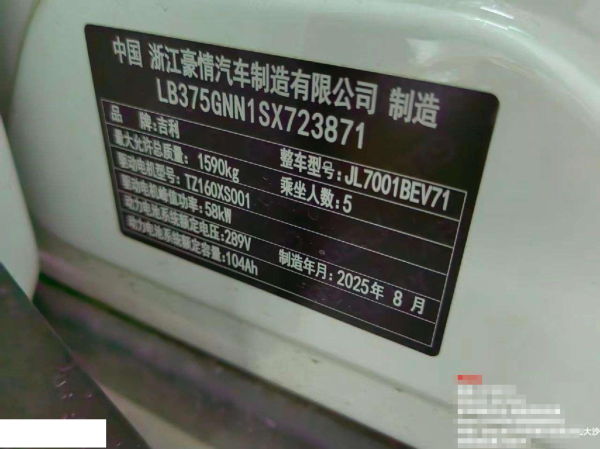 中国 浙江豪情汽车制造有限公司 制造
LB375GNN1SX723871
品牌:吉利
整车型号:JL7001BEV71
最大允许总质量:1590kg
乘坐人数:5
驱动电机型号:TZ160XS001
驱动电机峰值功率:58kW
动力电池系统额定电压:289V
制造年月:2025年 8 月
动力电池系统额定容量:104Ah
大沙